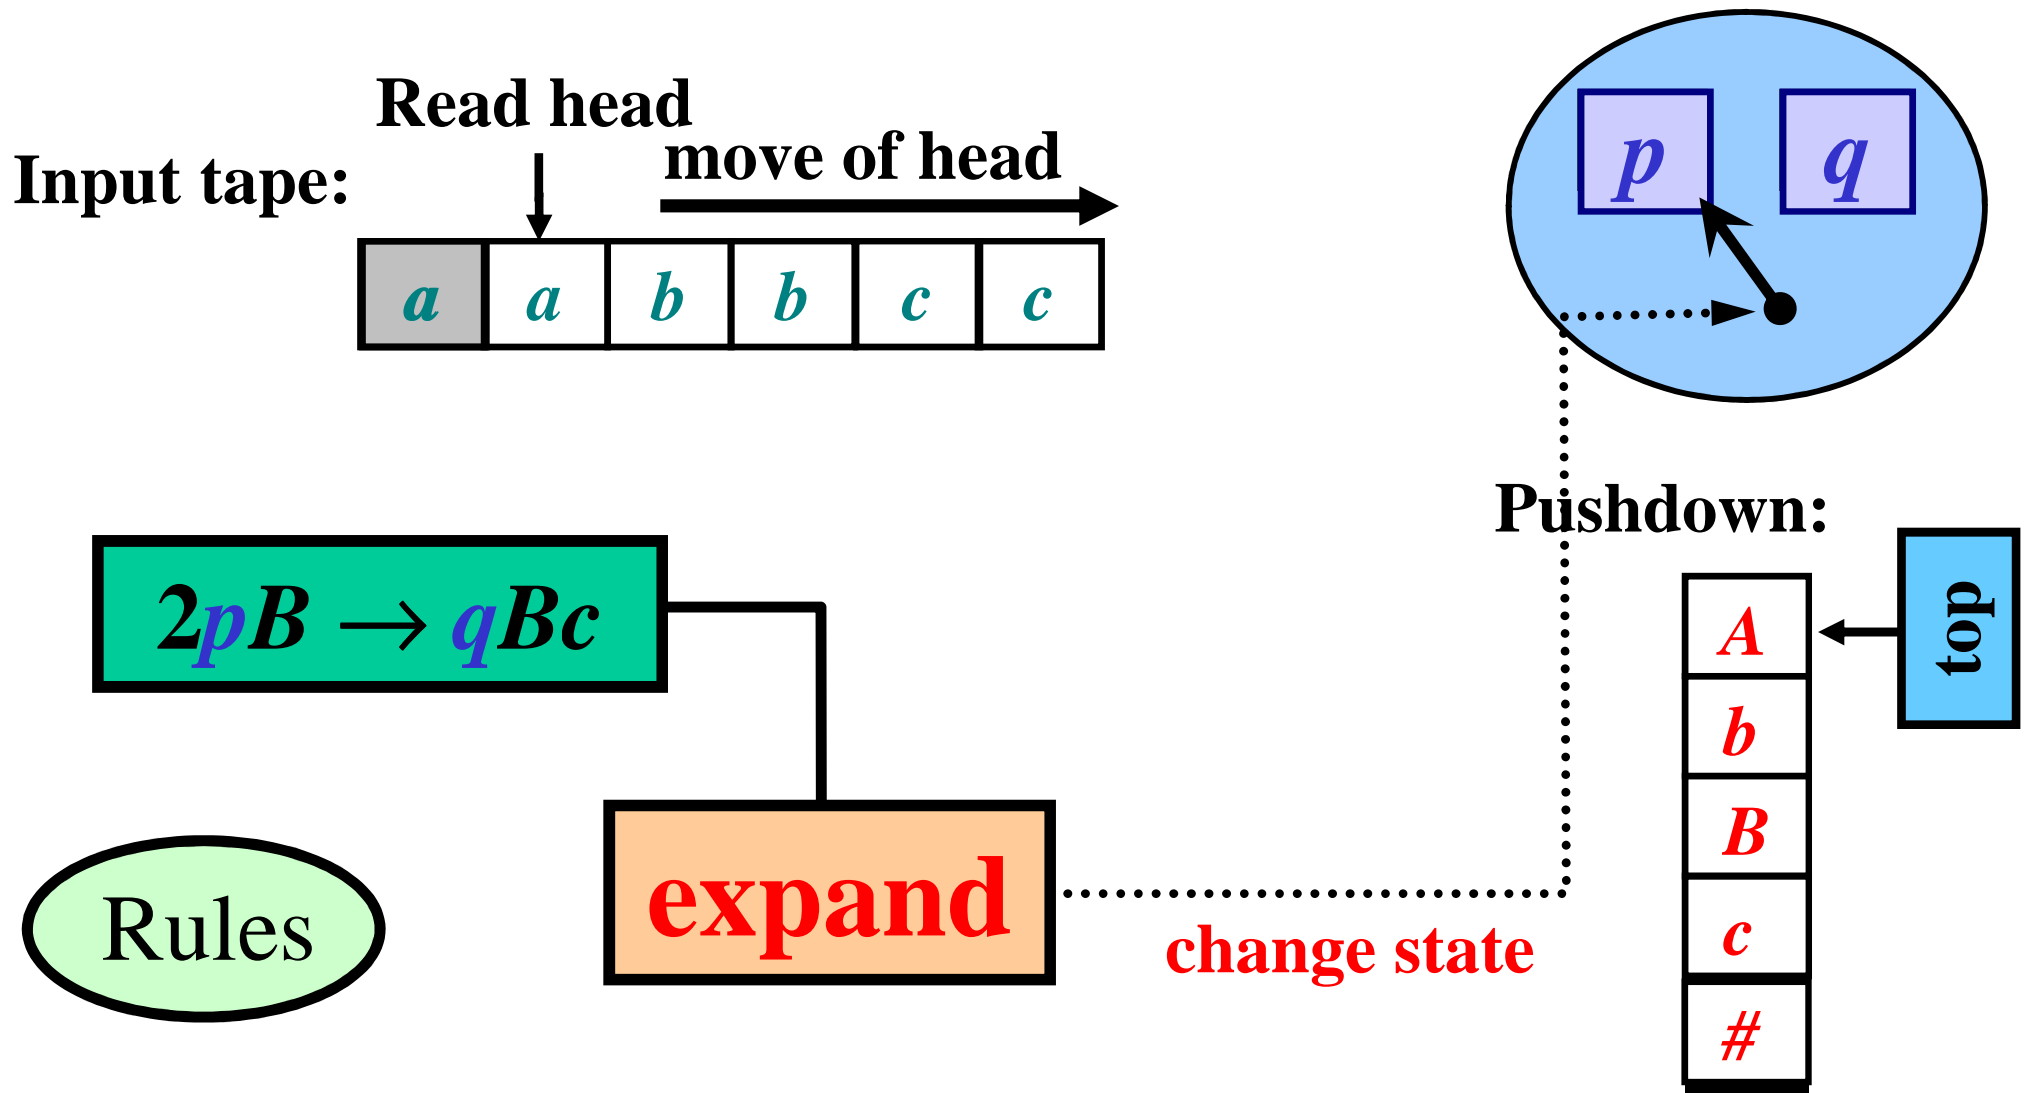 Read head
move of head
Input tape:
a a b b c c
p q
Pushdown:
2pB → qBc
top
A
b
B
c
#
expand
Rules
change state